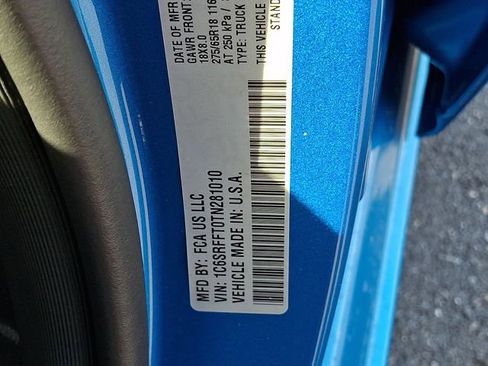 DATE OF MFR
GAWR FRONT:
18X8.0
275/65R18 116
AT 250 kPa /
TYPE: TRUCK
THIS VEHICLE
STAND
MFD BY: FCA US LLC
VIN: 1C6SRFFT0TN281010
VEHICLE MADE IN: U.S.A.